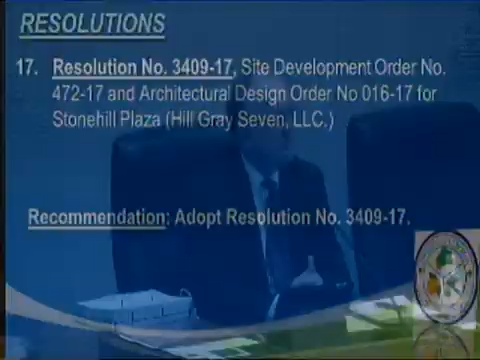 RESOLUTIONS
17. Resolution No. 3409-17, Site Development Order No.
472-17 and Architectural Design Order No 016-17 for
Stonehill Plaza (Hill Gray Seven, LLC.)
Recommendation: Adopt Resolution No. 3409-17.